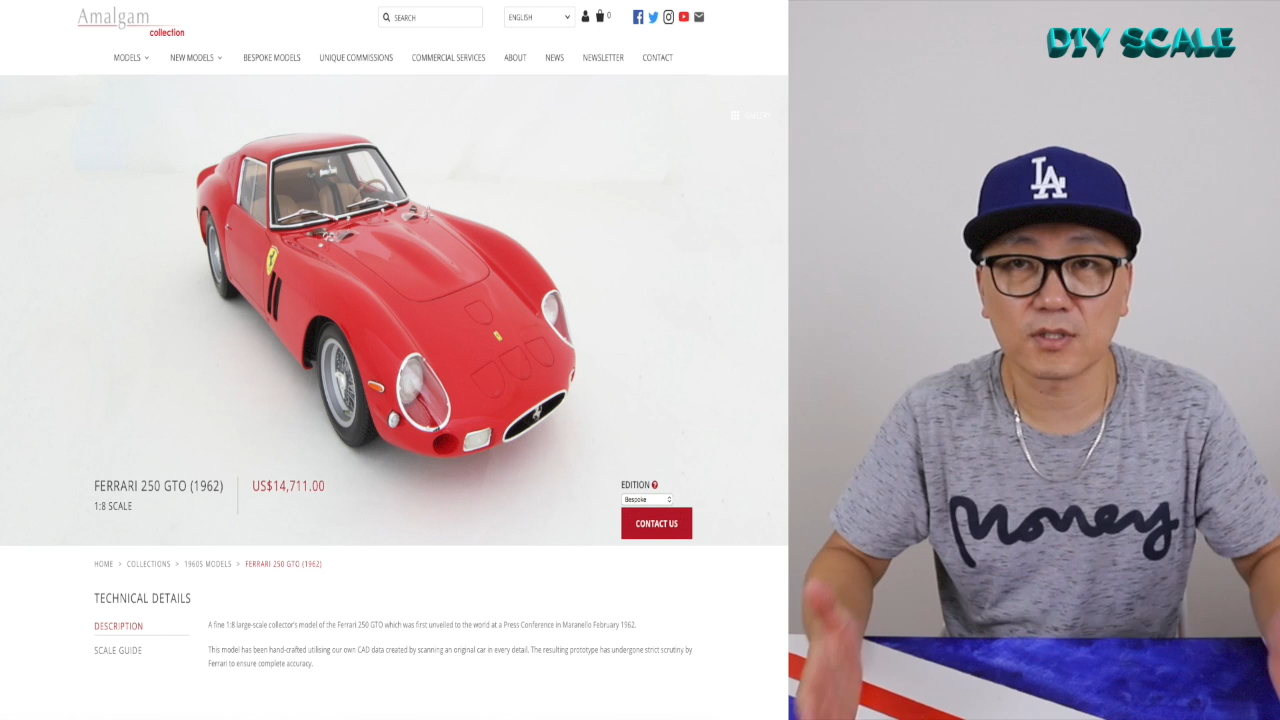 Amalgam
collection
SEARCH
ENGLISH
0
MODELS
NEW MODELS
BESPOKE MODELS
UNIQUE COMMISSIONS
COMMERCIAL SERVICES
ABOUT
NEWS
NEWSLETTER
CONTACT
GALLERY
FERRARI 250 GTO (1962)
US$14,711.00
1:8 SCALE
EDITION ?
Bespoke
CONTACT US
HOME > COLLECTIONS > 1960S MODELS > FERRARI 250 GTO (1962)
TECHNICAL DETAILS
DESCRIPTION
SCALE GUIDE
A fine 1:8 large-scale collector's model of the Ferrari 250 GTO which was first unveiled to the world at a Press Conference in Maranello February 1962.
This model has been hand-crafted utilising our own CAD data created by scanning an original car in every detail. The resulting prototype has undergone strict scrutiny by
Ferrari to ensure complete accuracy.
DIY SCALE
LA
Money